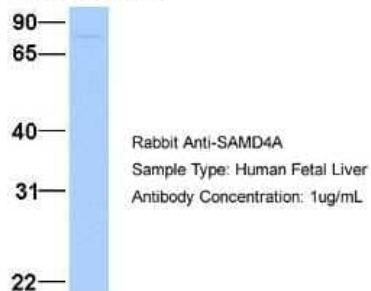 90
65
40
Rabbit Anti-SAMD4A
Sample Type: Human Fetal Liver
Antibody Concentration: 1ug/mL
31
22